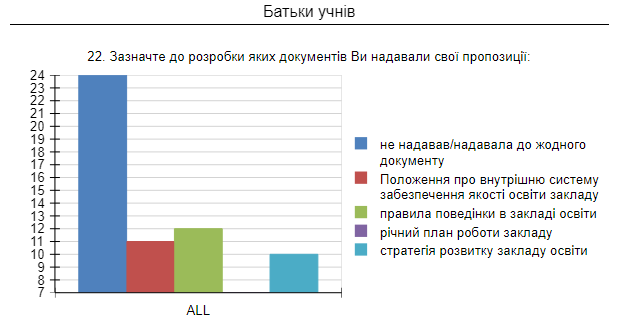 Батьки учнів
22. Зазначте до розробки яких документів Ви надавали свої пропозиції:
24
23
22
21
20
19
18
17
16
15
14
13
12
11
10
9
8
7
ALL
не надавав/надавала до жодного
документу
Положення про внутрішню систему
забезпечення якості освіти закладу
правила поведінки в закладі освіти
річний план роботи закладу
стратегія розвитку закладу освіти